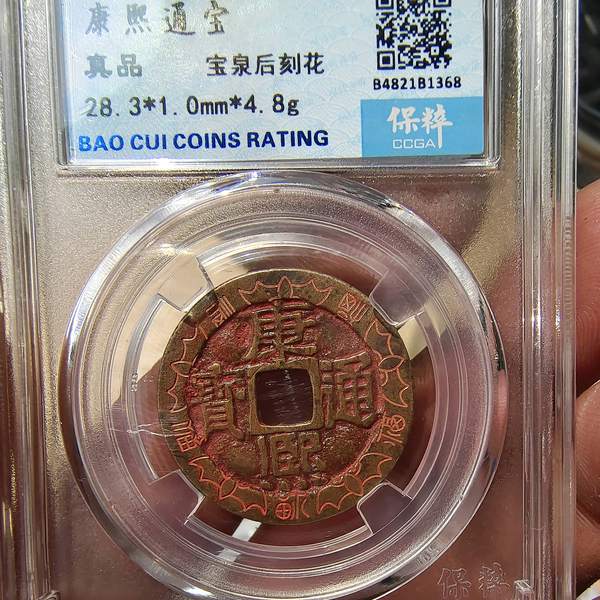 康熙通宝
真品 宝泉后刻花
28.3*1.0mm*4.8g
BAO CUI COINS RATING
B4821B1368
保粹
CCGA
康熙通寶
保粹